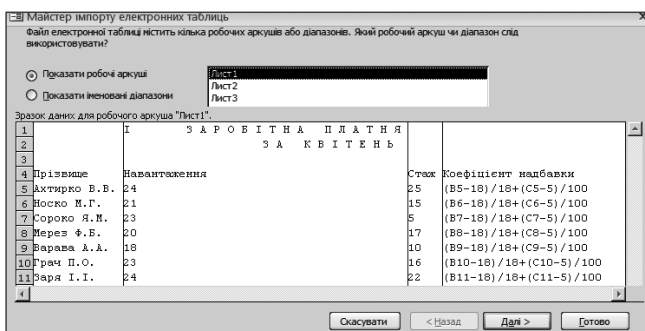 Майстер імпорту електронних таблиць x
Файл електронної таблиці містить кілька робочих аркушів або діапазонів. Який робочий аркуш чи діапазон слід
використовувати?
Показати робочі аркуші
Показати іменовані діапазони
Лист1
Лист2
Лист3
Зразок даних для робочого аркуша "Лист1".
1 І З А Р О Б І Т Н А П Л А Т Н Я
2 З А К В І Т Е Н Ь
3
4 Прізвище Навантаження Стаж Коефіцієнт надбавки
5 Ахтирко В.В. 24 25 (B5-18)/18+(C5-5)/100
6 Носко М.Г. 21 15 (B6-18)/18+(C6-5)/100
7 Сороко Я.М. 23 5 (B7-18)/18+(C7-5)/100
8 Мерез Ф.Б. 20 17 (B8-18)/18+(C8-5)/100
9 Варава А.А. 18 10 (B9-18)/18+(C9-5)/100
10 Грач П.О. 23 16 (B10-18)/18+(C10-5)/100
11 Заря І.І. 24 22 (B11-18)/18+(C11-5)/100
Скасувати < Назад Далі > Готово